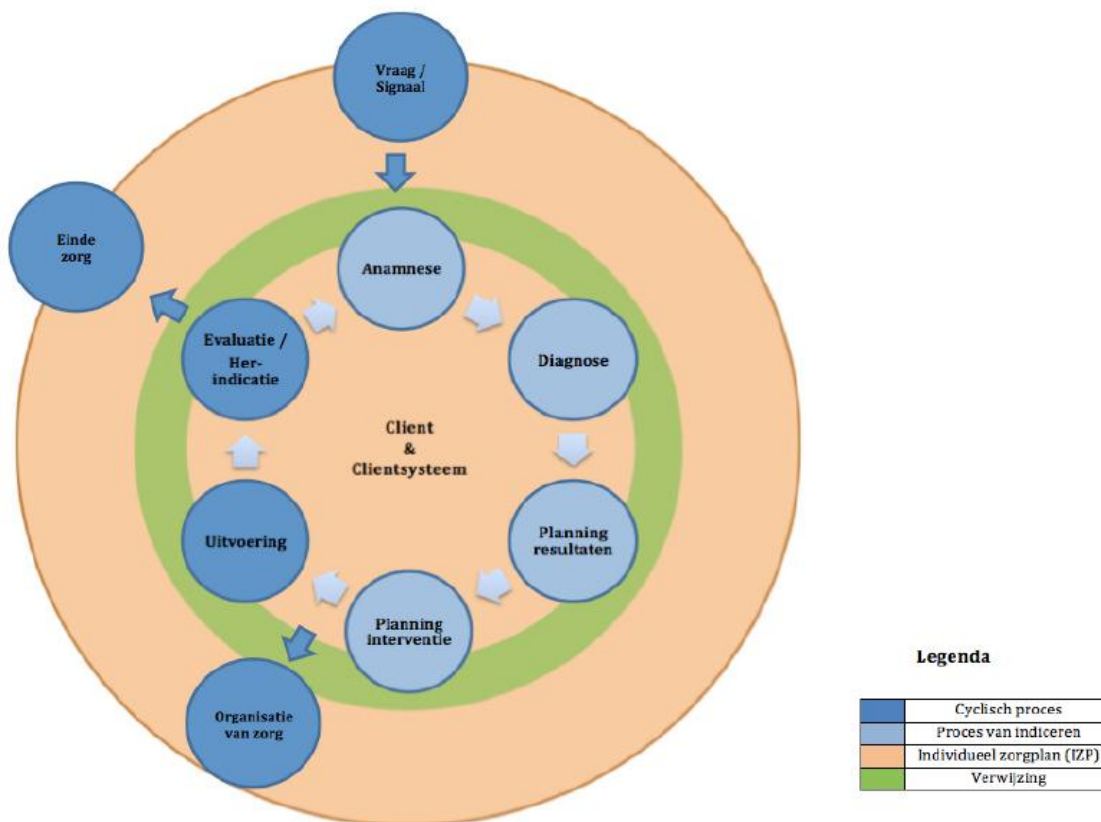 Vraag /
Signaal
Einde
zorg
Anamnese
Evaluatie /
Her-
indicatie
Diagnose
Client
&
Clientsysteem
Uitvoering
Planning
resultaten
Planning
interventie
Organisatie
van zorg
Legenda
Cyclisch proces
Proces van indiceren
Individueel zorgplan (IZP)
Verwijzing